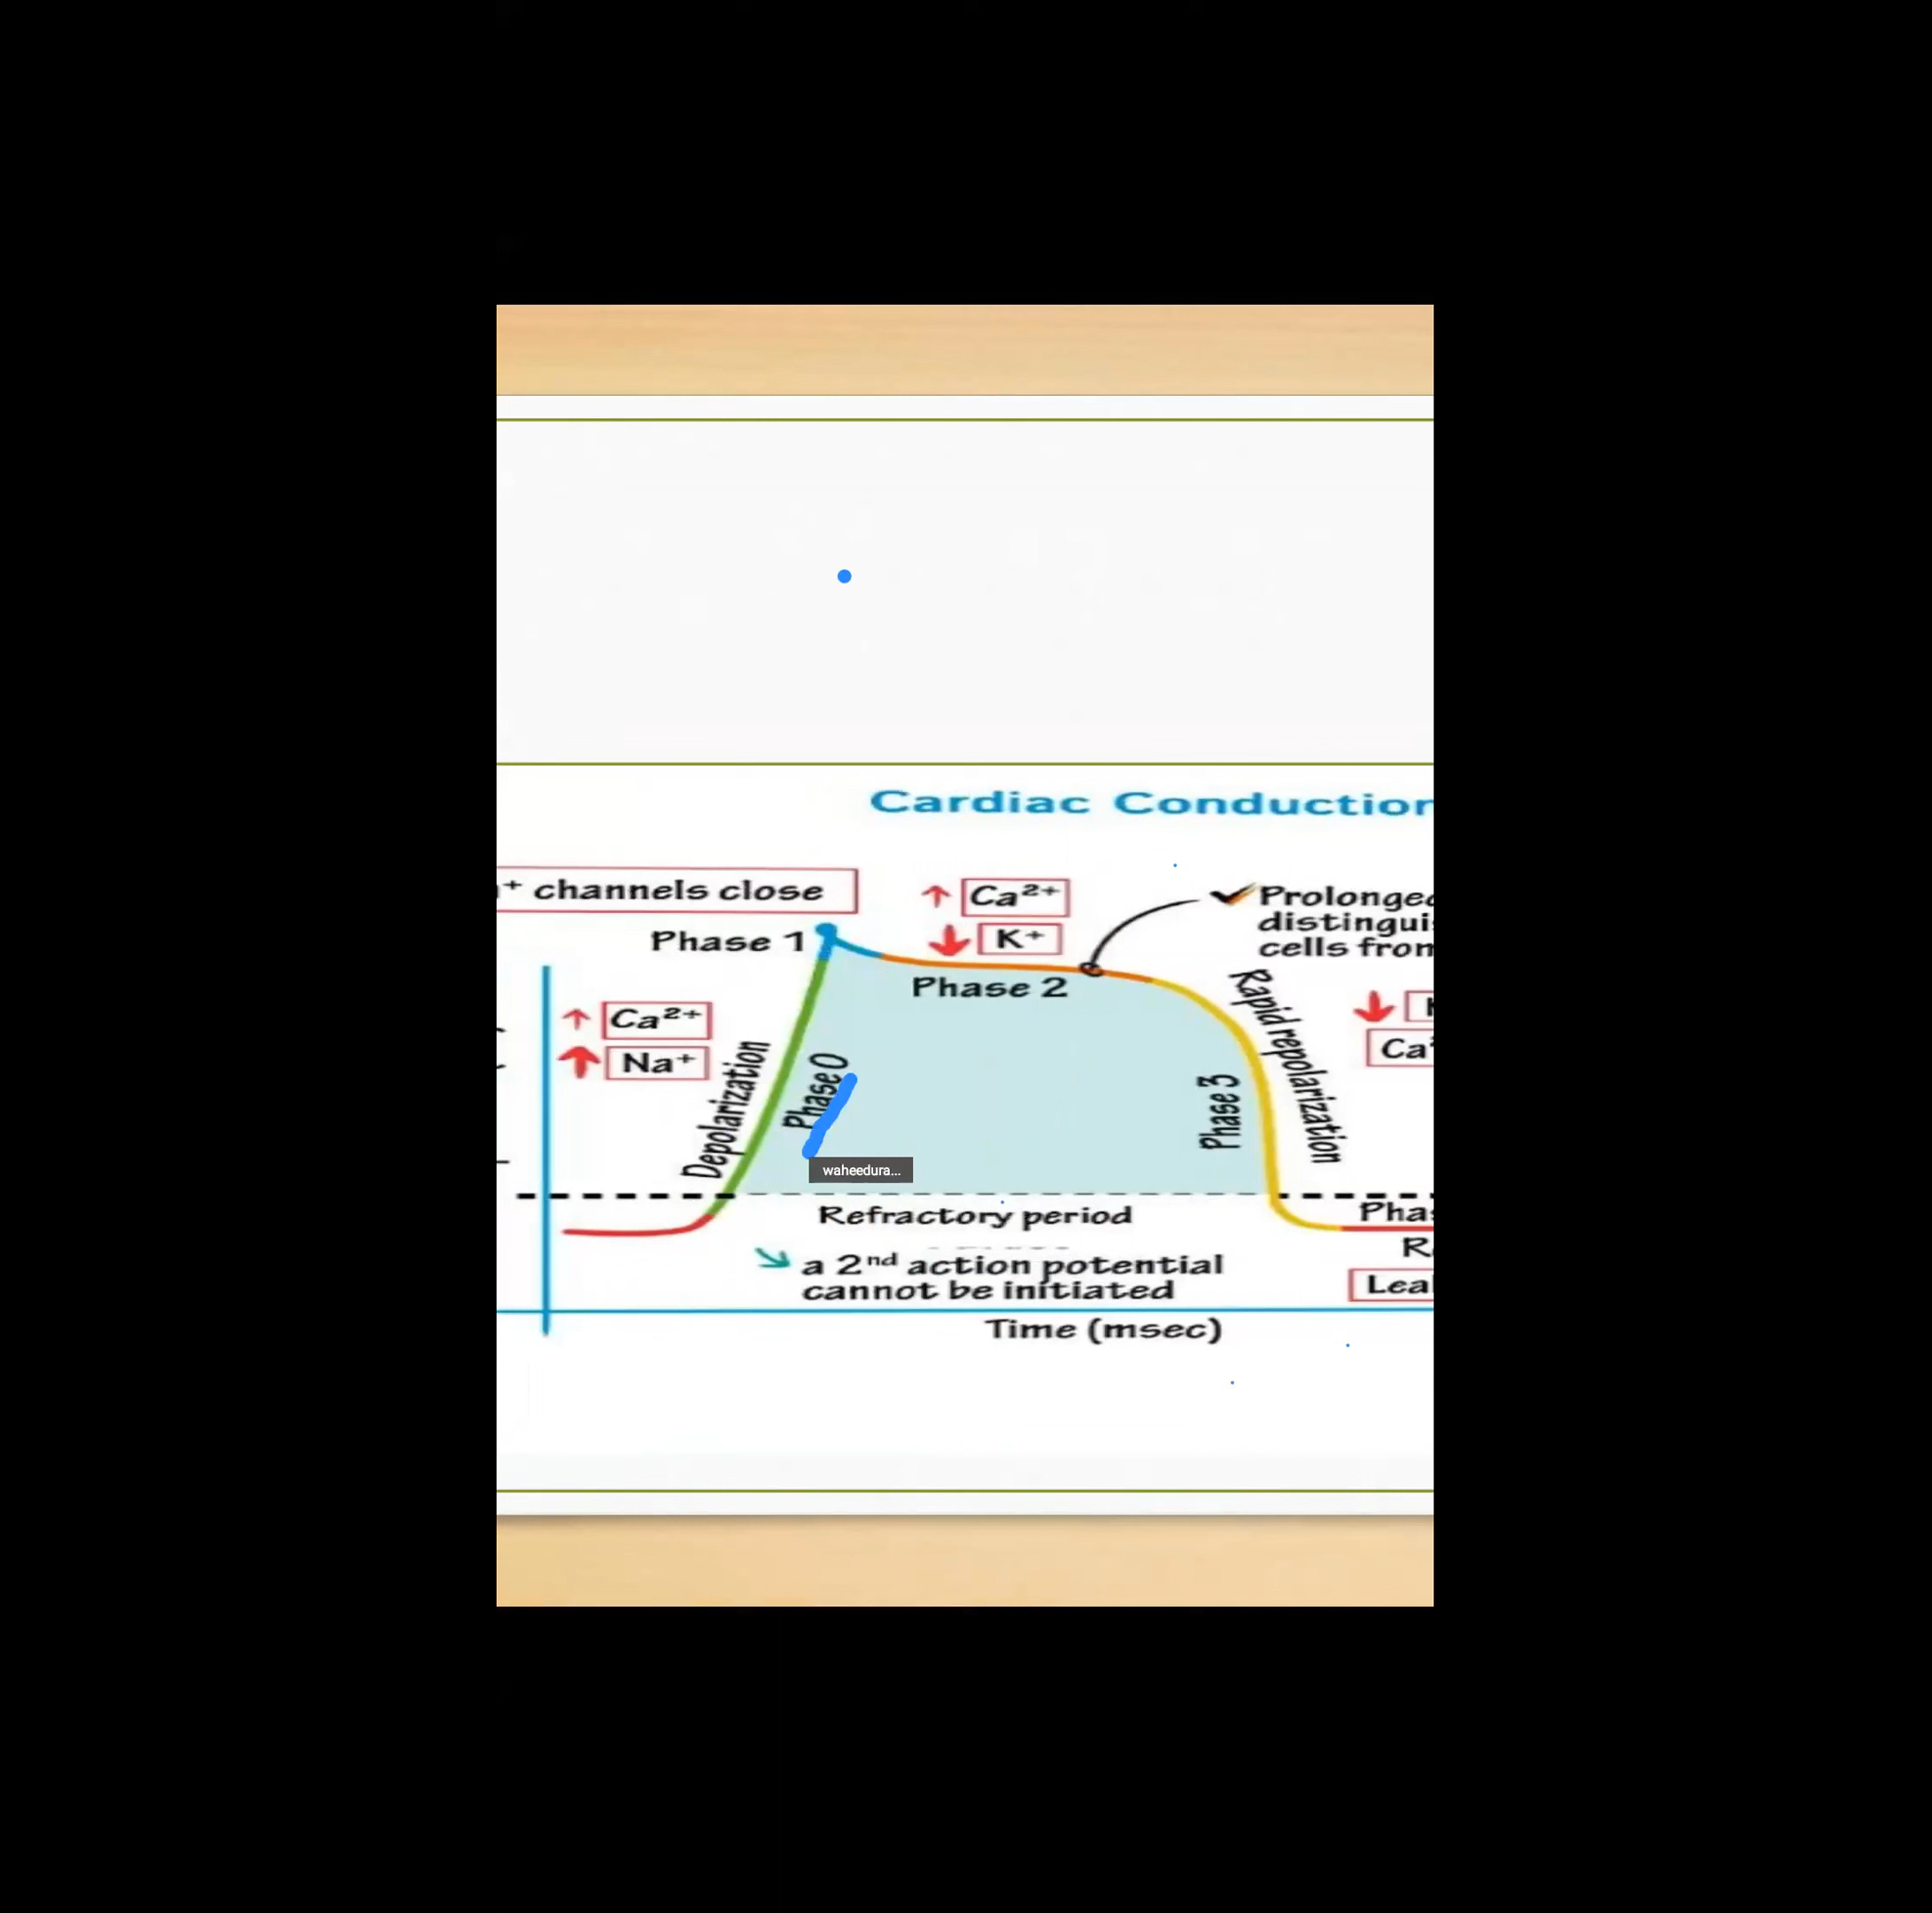 Cardiac Conduction
+ channels close
Ca²⁺
K⁺
Prolonged
distingui
cells from
Phase 1
Phase 2
Ca²⁺
Na⁺
Depolarization
Phase 0
Phase 3
Rapid repolarization
Ca
waheedura...
Refractory period
Phas
a 2nd action potential
cannot be initiated
Leal
Time (msec)